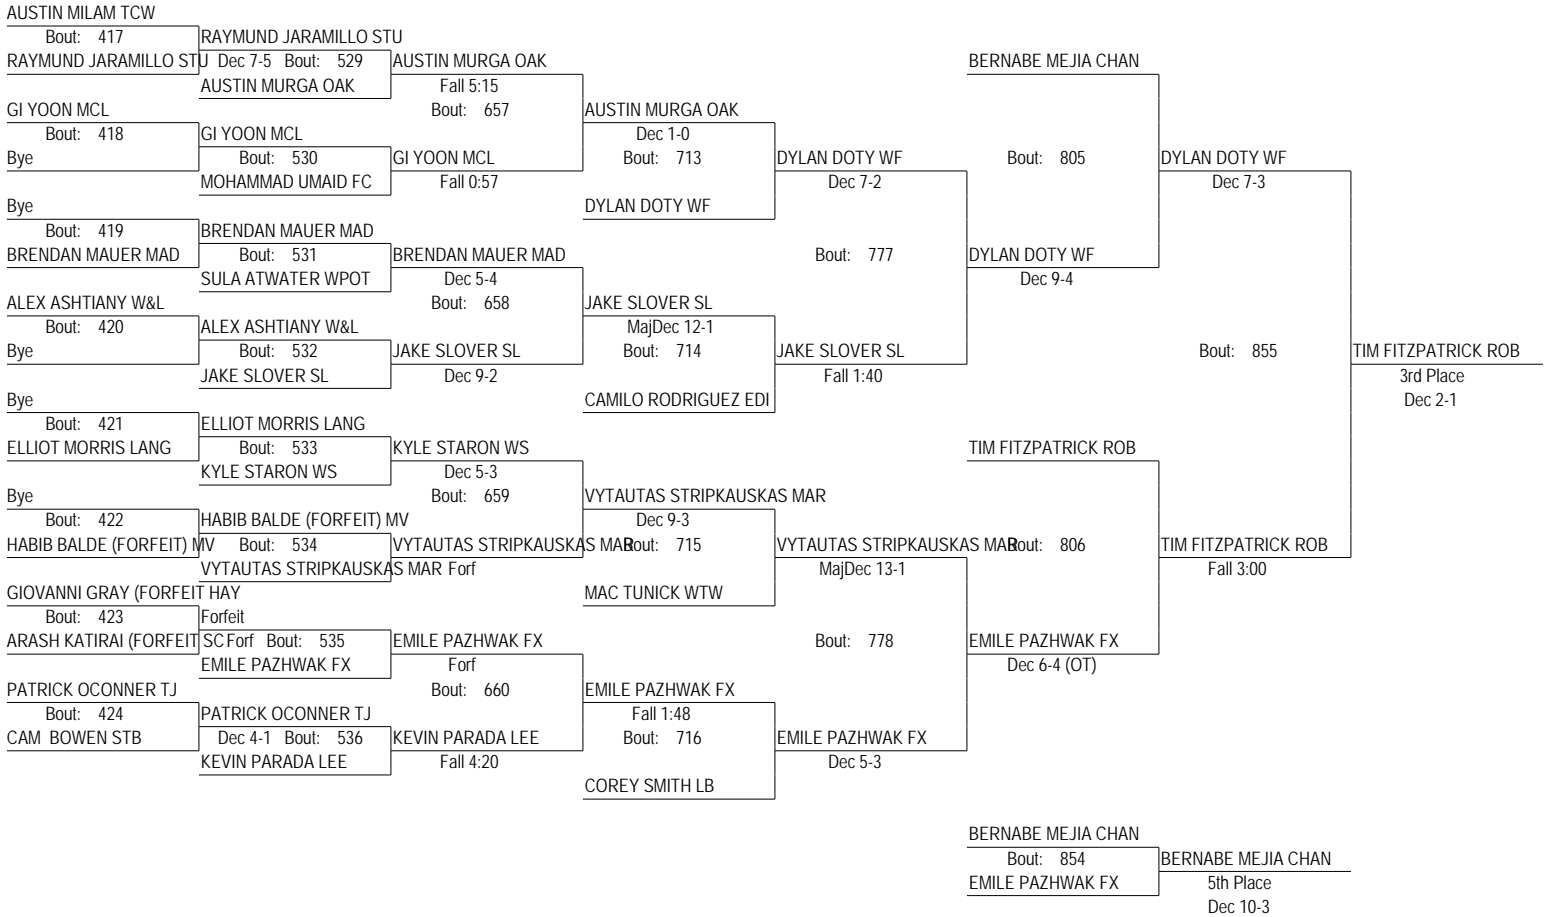 AUSTIN MILAM TCW
Bout: 417 RAYMUND JARAMILLO STU
RAYMUND JARAMILLO STU Dec 7-5 Bout: 529 AUSTIN MURGA OAK BERNABE MEJIA CHAN
AUSTIN MURGA OAK Fall 5:15
GI YOON MCL Bout: 657 AUSTIN MURGA OAK
Bout: 418 GI YOON MCL Dec 1-0
Bye Bout: 530 GI YOON MCL Bout: 713 DYLAN DOTY WF Bout: 805 DYLAN DOTY WF
MOHAMMAD UMAID FC Fall 0:57 Dec 7-2 Dec 7-3
Bye DYLAN DOTY WF
Bout: 419 BRENDAN MAUER MAD
BRENDAN MAUER MAD Bout: 531 BRENDAN MAUER MAD Bout: 777 DYLAN DOTY WF
SULA ATWATER WPOT Dec 5-4 Dec 9-4
ALEX ASHTIANY W&L Bout: 658 JAKE SLOVER SL
Bout: 420 ALEX ASHTIANY W&L MajDec 12-1
Bye Bout: 532 JAKE SLOVER SL Bout: 714 JAKE SLOVER SL Bout: 855 TIM FITZPATRICK ROB
JAKE SLOVER SL Dec 9-2 Fall 1:40 3rd Place
Bye CAMILO RODRIGUEZ EDI Dec 2-1
Bout: 421 ELLIOT MORRIS LANG
ELLIOT MORRIS LANG Bout: 533 KYLE STARON WS TIM FITZPATRICK ROB
KYLE STARON WS Dec 5-3
Bye Bout: 659 VYTAUTAS STRIPKAUSKAS MAR
Bout: 422 HABIB BALDE (FORFEIT) MV Dec 9-3
HABIB BALDE (FORFEIT) MV Bout: 534 VYTAUTAS STRIPKAUSKAS MAR Bout: 715 VYTAUTAS STRIPKAUSKAS MAR Bout: 806 TIM FITZPATRICK ROB
VYTAUTAS STRIPKAUSKAS MAR Forf MajDec 13-1 Fall 3:00
GIOVANNI GRAY (FORFEIT HAY MAC TUNICK WTW
Bout: 423 Forfeit
ARASH KATIRAI (FORFEIT SC Forf Bout: 535 EMILE PAZHWAK FX Bout: 778 EMILE PAZHWAK FX
EMILE PAZHWAK FX Forf Dec 6-4 (OT)
PATRICK OCONNER TJ Bout: 660 EMILE PAZHWAK FX
Bout: 424 PATRICK OCONNER TJ Fall 1:48
CAM BOWEN STB Dec 4-1 Bout: 536 KEVIN PARADA LEE Bout: 716 EMILE PAZHWAK FX
KEVIN PARADA LEE Fall 4:20 Dec 5-3
COREY SMITH LB
BERNABE MEJIA CHAN
Bout: 854 BERNABE MEJIA CHAN
EMILE PAZHWAK FX 5th Place
Dec 10-3